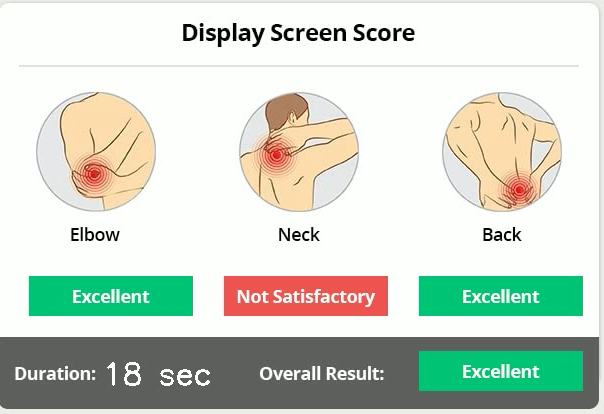 Display Screen Score
Elbow Neck Back
Excellent Not Satisfactory Excellent
Duration: 18 sec Overall Result: Excellent